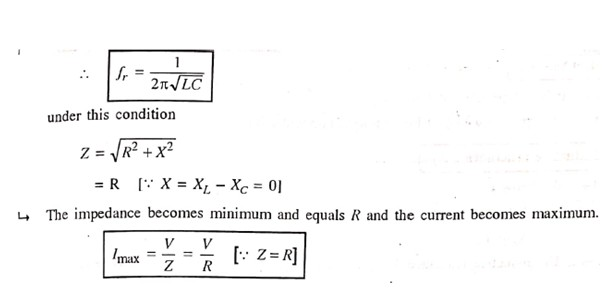 ∴ f_r = 1 / 2π√LC
under this condition
Z = √R² + X²
= R [∵ X = X_L − X_C = 0]
↳ The impedance becomes minimum and equals R and the current becomes maximum.
I_max = V/Z = V/R [∵ Z = R]